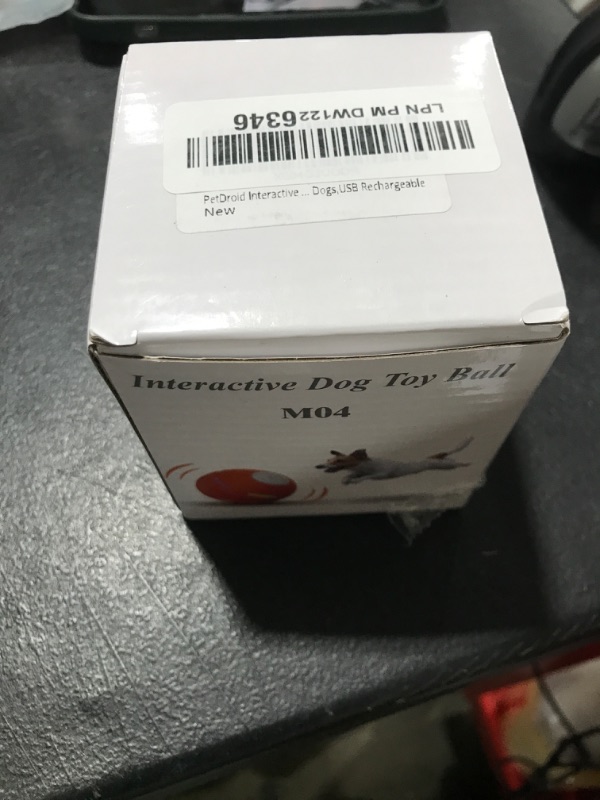 LPN PM DW1226346
PetDroid Interactive ... Dogs,USB Rechargeable
New
Interactive Dog Toy Ball
M04